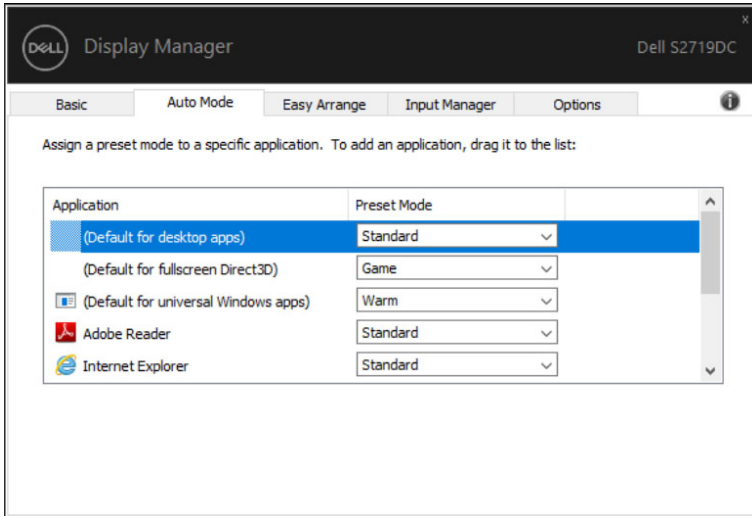 DELL Display Manager Dell S2719DC
Basic Auto Mode Easy Arrange Input Manager Options
Assign a preset mode to a specific application. To add an application, drag it to the list:
Application Preset Mode
(Default for desktop apps) Standard
(Default for fullscreen Direct3D) Game
(Default for universal Windows apps) Warm
Adobe Reader Standard
Internet Explorer Standard